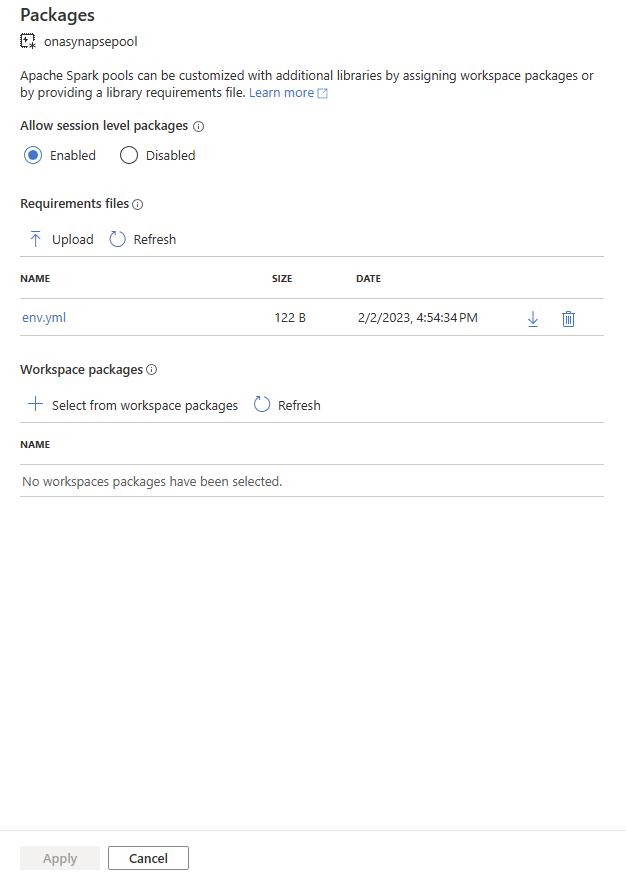 Packages
onasynapsepool
Apache Spark pools can be customized with additional libraries by assigning workspace packages or
by providing a library requirements file. Learn more
Allow session level packages
Enabled Disabled
Requirements files
Upload Refresh
NAME SIZE DATE
env.yml 122 B 2/2/2023, 4:54:34 PM
Workspace packages
Select from workspace packages Refresh
NAME
No workspaces packages have been selected.
Apply Cancel